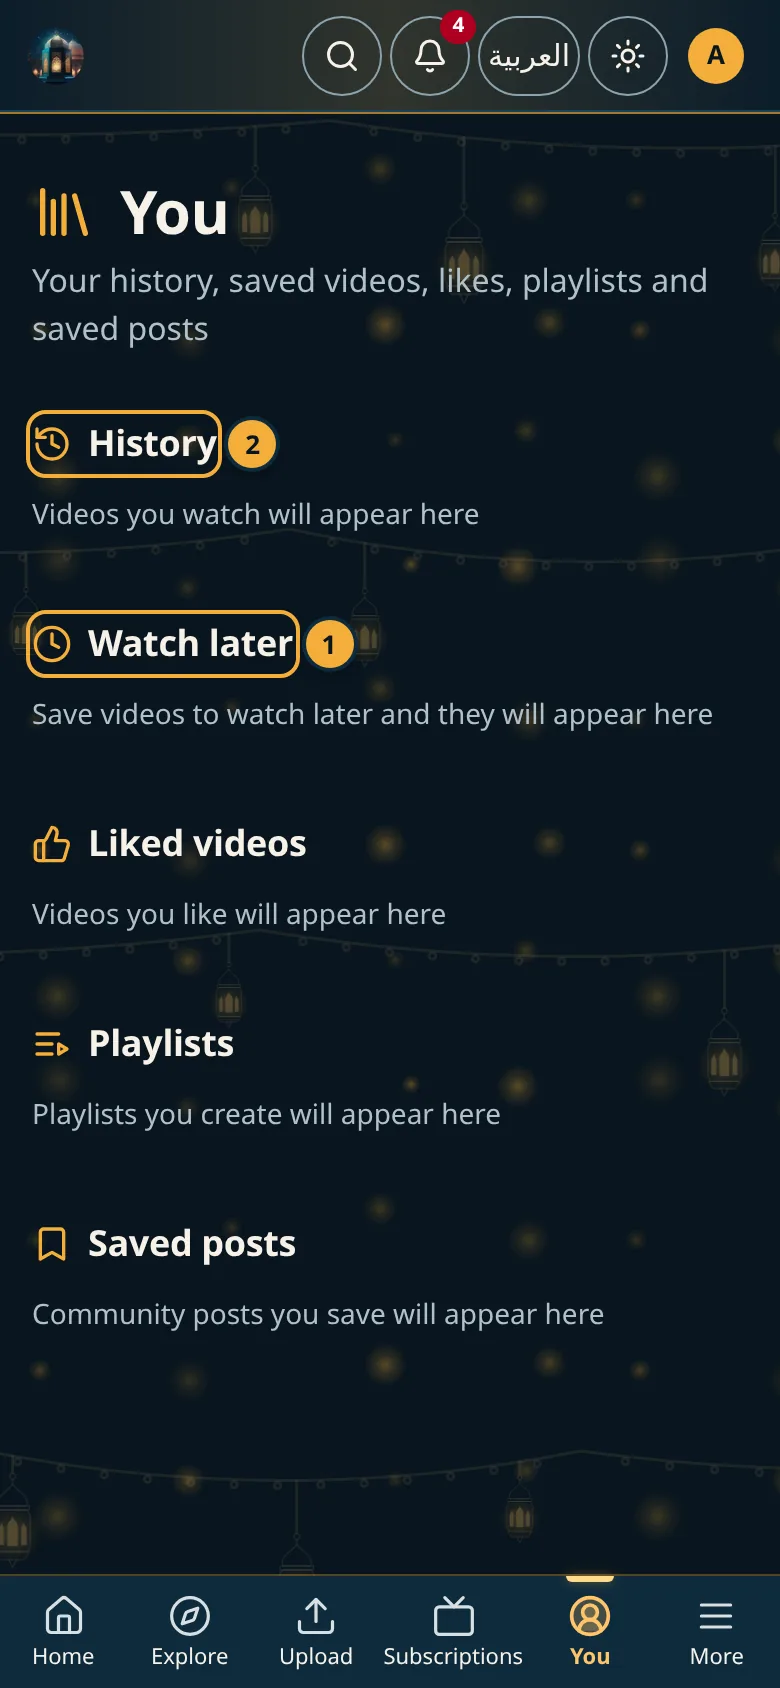 4
العربية
A
You
Your history, saved videos, likes, playlists and
saved posts
History 2
Videos you watch will appear here
Watch later 1
Save videos to watch later and they will appear here
Liked videos
Videos you like will appear here
Playlists
Playlists you create will appear here
Saved posts
Community posts you save will appear here
Home Explore Upload Subscriptions You More